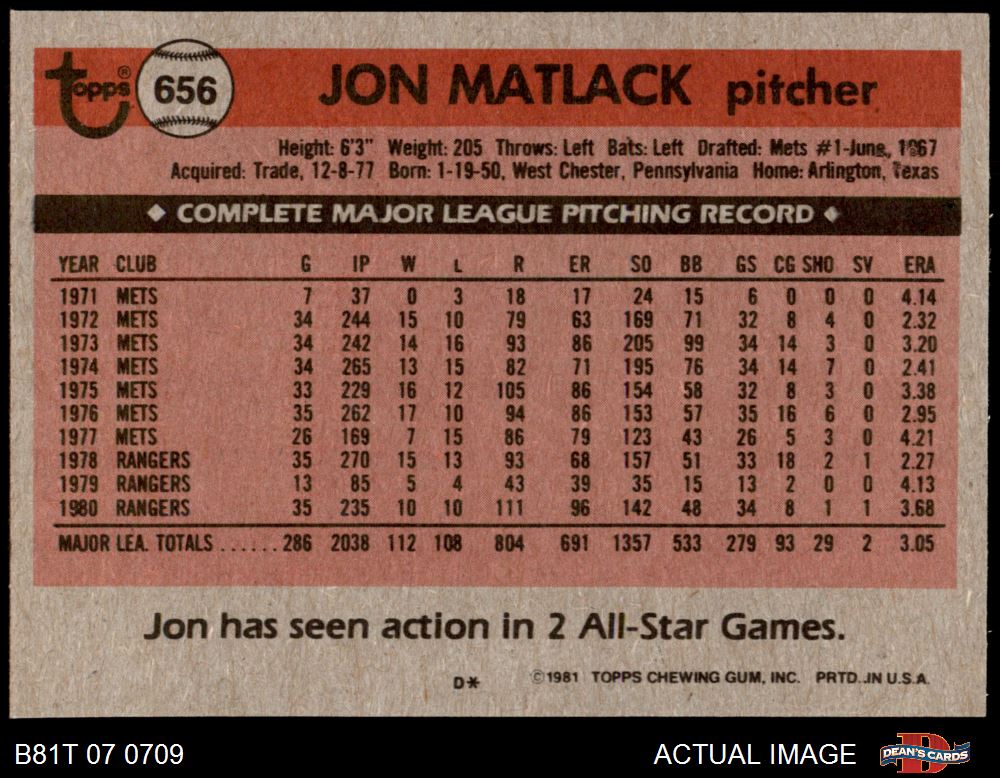 Topps® 656 JON MATLACK pitcher
Height: 6'3" Weight: 205 Throws: Left Bats: Left Drafted: Mets #1-June, 1967
Acquired: Trade, 12-8-77 Born: 1-19-50, West Chester, Pennsylvania Home: Arlington, Texas
◆ COMPLETE MAJOR LEAGUE PITCHING RECORD ◆
YEAR CLUB G IP W L R ER SO BB GS CG SHO SV ERA
1971 METS 7 37 0 3 18 17 24 15 6 0 0 0 4.14
1972 METS 34 244 15 10 79 63 169 71 32 8 4 0 2.32
1973 METS 34 242 14 16 93 86 205 99 34 14 3 0 3.20
1974 METS 34 265 13 15 82 71 195 76 34 14 7 0 2.41
1975 METS 33 229 16 12 105 86 154 58 32 8 3 0 3.38
1976 METS 35 262 17 10 94 86 153 57 35 16 6 0 2.95
1977 METS 26 169 7 15 86 79 123 43 26 5 3 0 4.21
1978 RANGERS 35 270 15 13 93 68 157 51 33 18 2 1 2.27
1979 RANGERS 13 85 5 4 43 39 35 15 13 2 0 0 4.13
1980 RANGERS 35 235 10 10 111 96 142 48 34 8 1 1 3.68
MAJOR LEA. TOTALS ...... 286 2038 112 108 804 691 1357 533 279 93 29 2 3.05
Jon has seen action in 2 All-Star Games.
D* ©1981 TOPPS CHEWING GUM, INC. PRTD. IN U.S.A.
B81T 07 0709 ACTUAL IMAGE DEAN'S CARDS